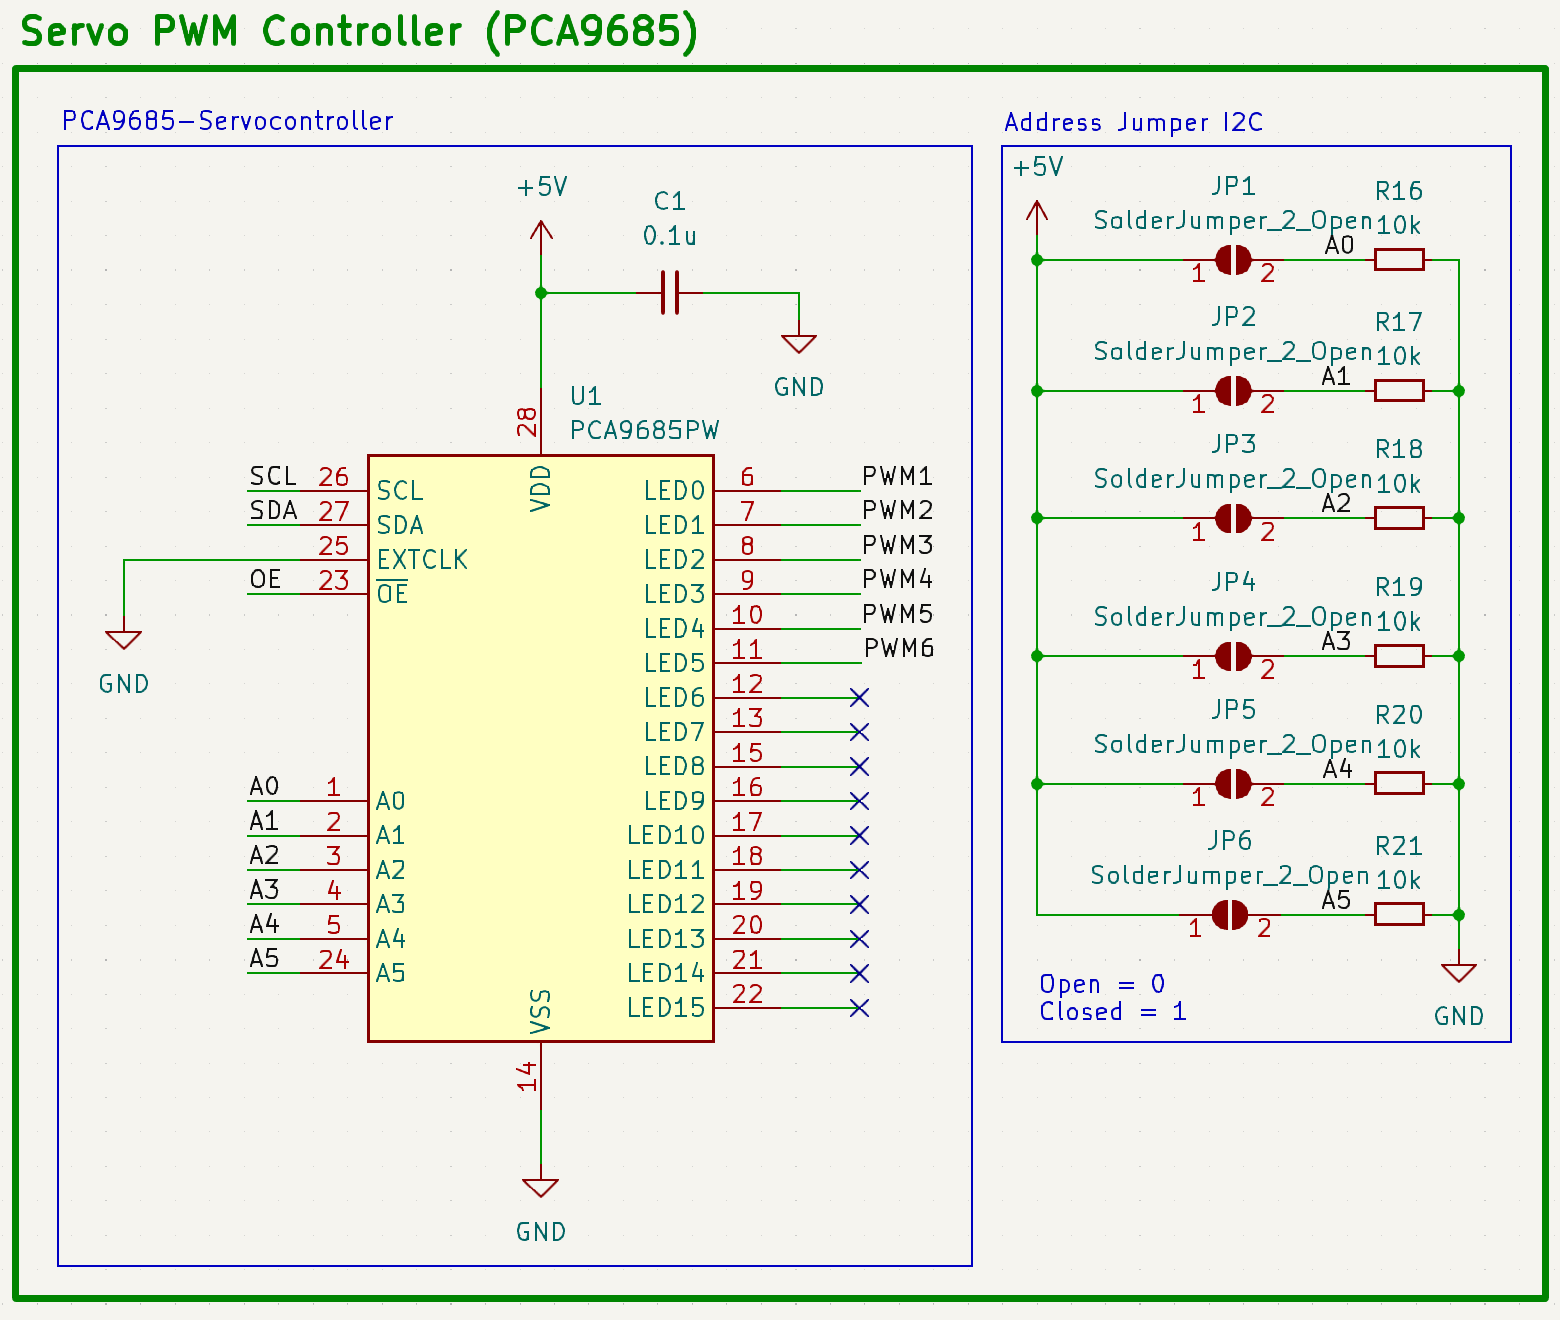 Servo PWM Controller (PCA9685)
PCA9685-Servocontroller
+5V
C1
0.1u
GND
U1
PCA9685PW
28
VDD
SCL 26 SCL
SDA 27 SDA
25 EXTCLK
OE 23 OE
GND
A0 1 A0
A1 2 A1
A2 3 A2
A3 4 A3
A4 5 A4
A5 24 A5
LED0 6 PWM1
LED1 7 PWM2
LED2 8 PWM3
LED3 9 PWM4
LED4 10 PWM5
LED5 11 PWM6
LED6 12
LED7 13
LED8 15
LED9 16
LED10 17
LED11 18
LED12 19
LED13 20
LED14 21
LED15 22
VSS
14
GND
Address Jumper I2C
+5V
JP1 R16
SolderJumper_2_Open 10k
1 2 A0
JP2 R17
SolderJumper_2_Open 10k
1 2 A1
JP3 R18
SolderJumper_2_Open 10k
1 2 A2
JP4 R19
SolderJumper_2_Open 10k
1 2 A3
JP5 R20
SolderJumper_2_Open 10k
1 2 A4
JP6 R21
SolderJumper_2_Open 10k
1 2 A5
Open = 0
Closed = 1
GND